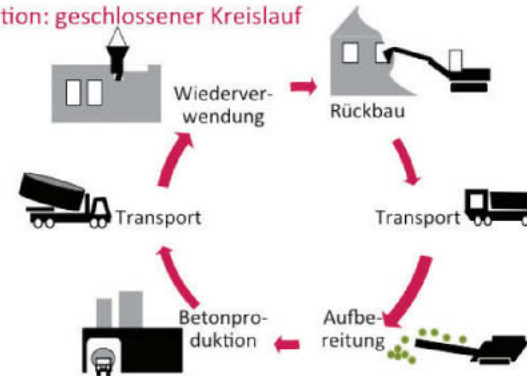 tion: geschlossener Kreislauf
Wiederver-
wendung
Rückbau
Transport
Transport
Betonpro-
duktion
Aufbe-
reitung